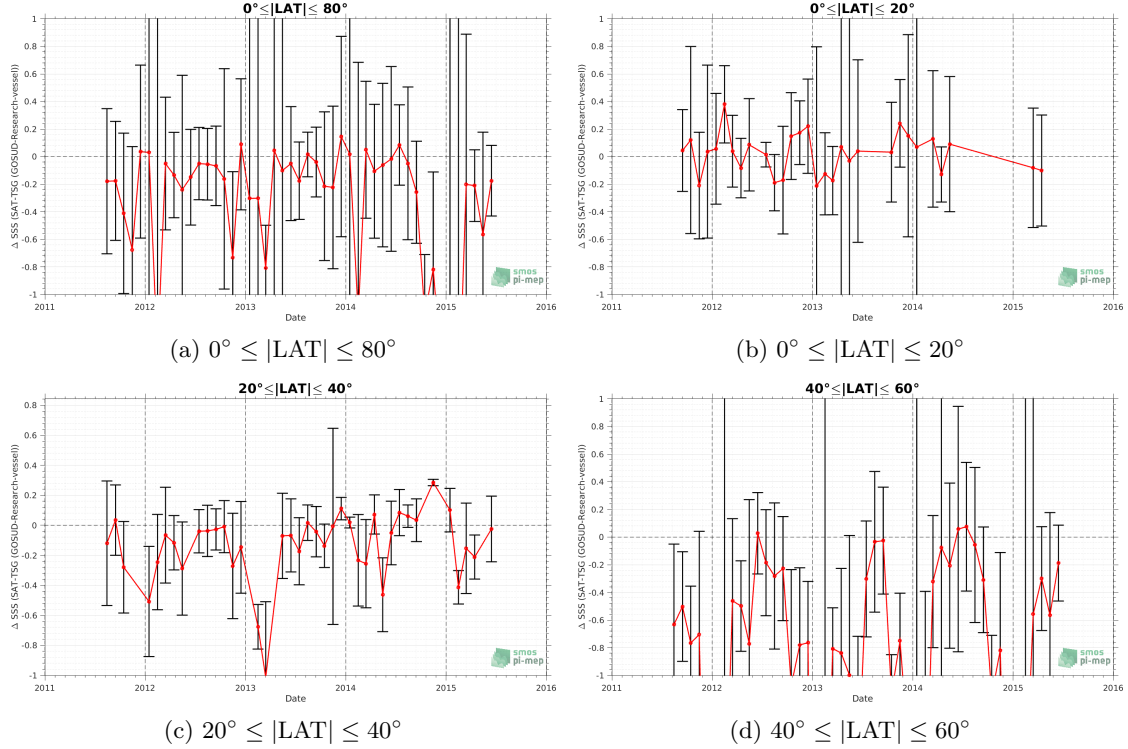 0°≤|LAT|≤ 80°
1
0.8
0.6
0.4
0.2
0
-0.2
-0.4
-0.6
-0.8
-1
Δ SSS (SAT-TSG (GOSUD-Research-vessel))
2011 2012 2013 2014 2015 2016
Date
smos
pi-mep
(a) 0° ≤ |LAT| ≤ 80°
0°≤|LAT|≤ 20°
1
0.8
0.6
0.4
0.2
0
-0.2
-0.4
-0.6
-0.8
-1
Δ SSS (SAT-TSG (GOSUD-Research-vessel))
2011 2012 2013 2014 2015 2016
Date
smos
pi-mep
(b) 0° ≤ |LAT| ≤ 20°
20°≤|LAT|≤ 40°
0.8
0.6
0.4
0.2
0
-0.2
-0.4
-0.6
-0.8
-1
Δ SSS (SAT-TSG (GOSUD-Research-vessel))
2011 2012 2013 2014 2015 2016
Date
smos
pi-mep
(c) 20° ≤ |LAT| ≤ 40°
40°≤|LAT|≤ 60°
1
0.8
0.6
0.4
0.2
0
-0.2
-0.4
-0.6
-0.8
-1
Δ SSS (SAT-TSG (GOSUD-Research-vessel))
2011 2012 2013 2014 2015 2016
Date
smos
pi-mep
(d) 40° ≤ |LAT| ≤ 60°